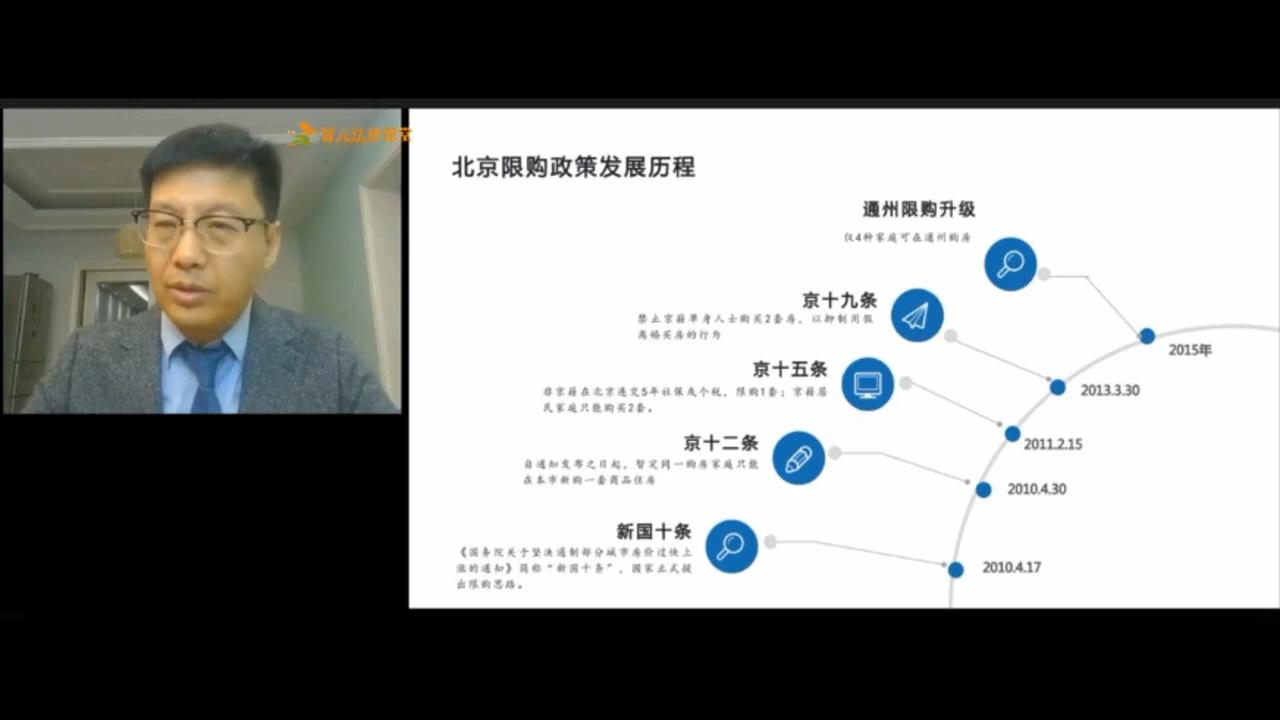 北京限购政策发展历程
通州限购升级
仅4种家庭可在通州购房
2015年
京十九条
禁止京籍单身人士购买2套房，以抑制用假
离婚买房的行为
2013.3.30
京十五条
非京籍在北京连交5年社保或个税，限购1套；京籍居
民家庭只能购买2套。
2011.2.15
京十二条
自通知发布之日起，暂定同一购房家庭只能
在本市新购一套商品住房
2010.4.30
新国十条
《国务院关于坚决遏制部分城市房价过快上
涨的通知》简称“新国十条”，国家正式提
出限购思路。
2010.4.17